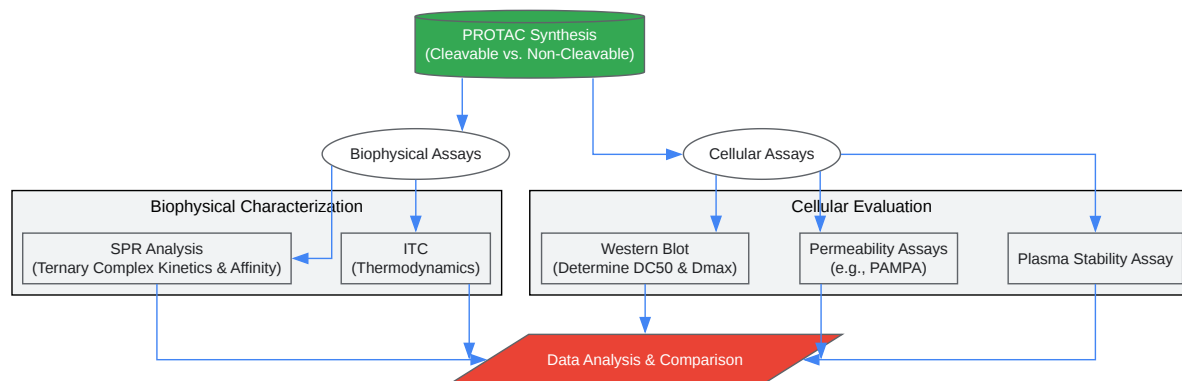 PROTAC Synthesis
(Cleavable vs. Non-Cleavable)
Biophysical Assays
Cellular Assays
Biophysical Characterization
Cellular Evaluation
SPR Analysis
(Ternary Complex Kinetics & Affinity)
ITC
(Thermodynamics)
Western Blot
(Determine DC50 & Dmax)
Permeability Assays
(e.g., PAMPA)
Plasma Stability Assay
Data Analysis & Comparison